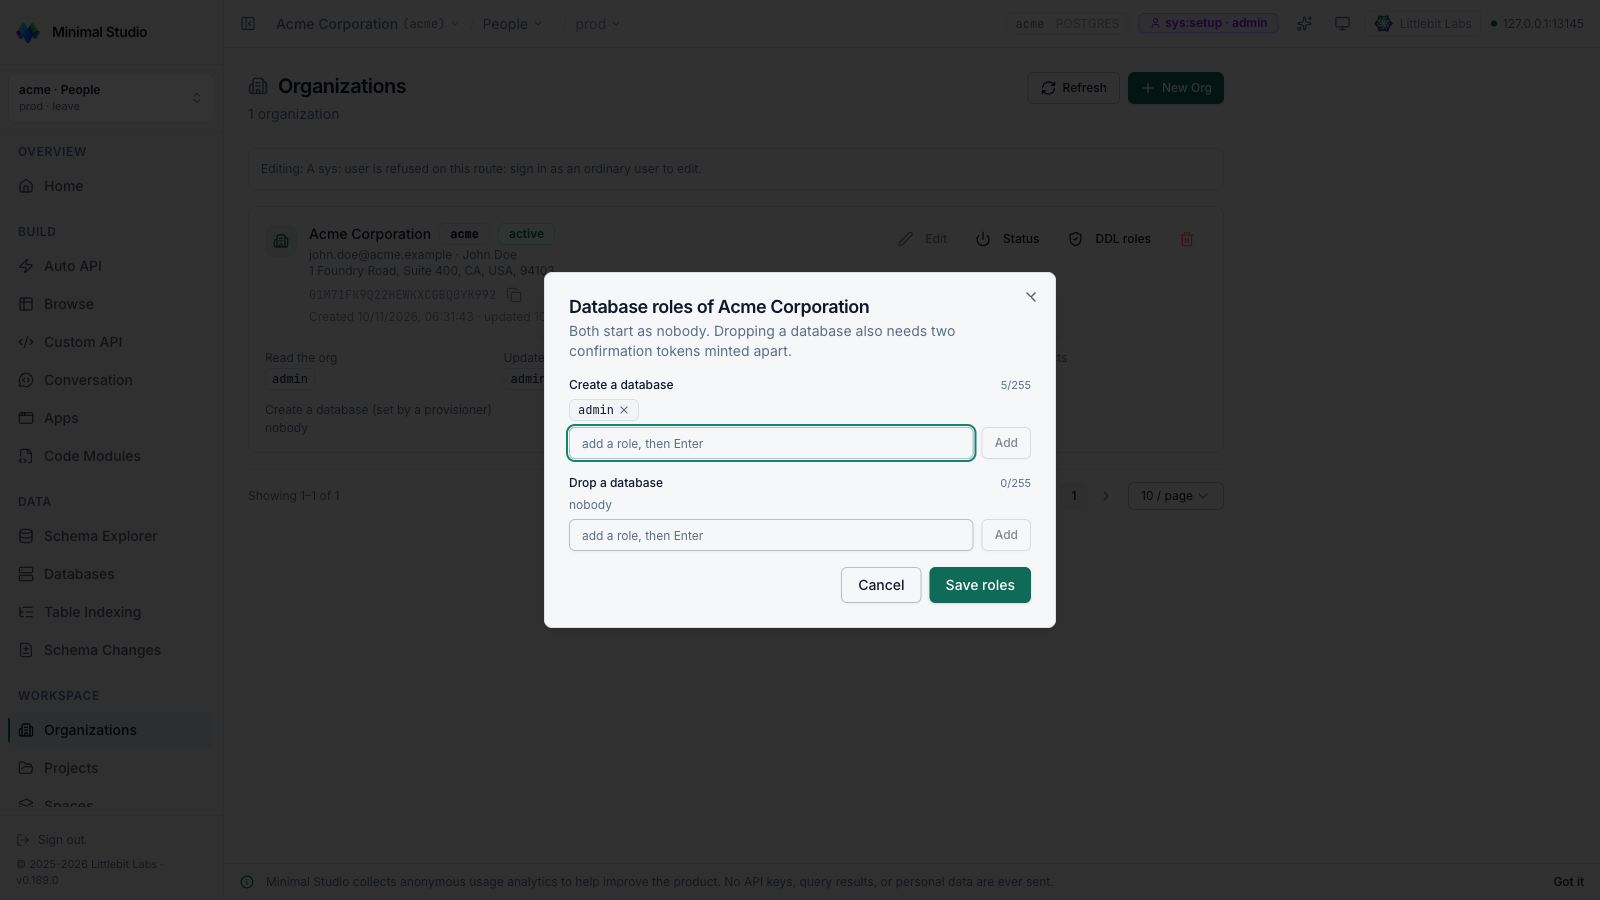 Minimal Studio
Acme Corporation (acme) / People / prod
acme POSTGRES
sys:setup · admin
Littlebit Labs
127.0.0.1:13145
acme · People
prod · leave
OVERVIEW
Home
BUILD
Auto API
Browse
Custom API
Conversation
Apps
Connect
Code Modules
DATA
Schema Explorer
Databases
Table Indexing
Schema Changes
WORKSPACE
Organizations
Projects
Spaces
Sign out
© 2025-2026 Littlebit Labs ·
v0.189.0
Organizations
1 organization
Refresh
New Org
Editing: A sys: user is refused on this route: sign in as an ordinary user to edit.
Acme Corporation acme active
Edit Status DDL roles
john.doe@acme.example · John Doe
1 Foundry Road, Suite 400, CA, USA, 94103
Created 10/11/2026, 06:31:43 · updated
Read the org
admin
Create a database (set by a provisioner)
nobody
Showing 1–1 of 1
1
10 / page
Database roles of Acme Corporation
Both start as nobody. Dropping a database also needs two
confirmation tokens minted apart.
Create a database 5/255
admin
add a role, then Enter Add
Drop a database 0/255
nobody
add a role, then Enter Add
Cancel Save roles
Minimal Studio collects anonymous usage analytics to help improve the product. No API keys, query results, or personal data are ever sent.
Got it